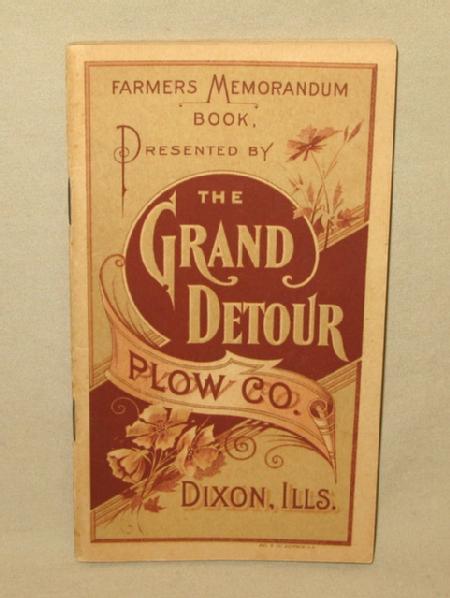 FARMERS MEMORANDUM
BOOK,
PRESENTED BY
THE
GRAND
DETOUR
PLOW CO.
DIXON, ILLS.